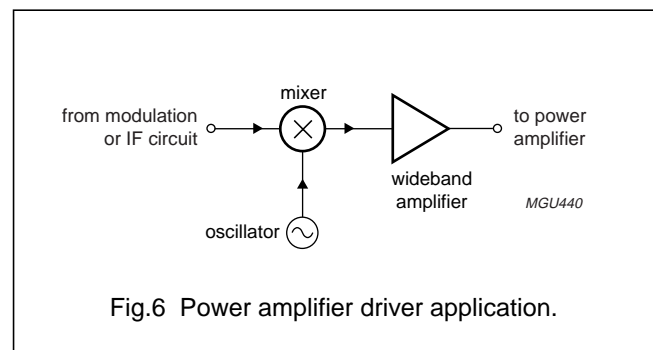 mixer
from modulation
or IF circuit
to power
amplifier
wideband
amplifier
MGU440
oscillator
Fig.6 Power amplifier driver application.